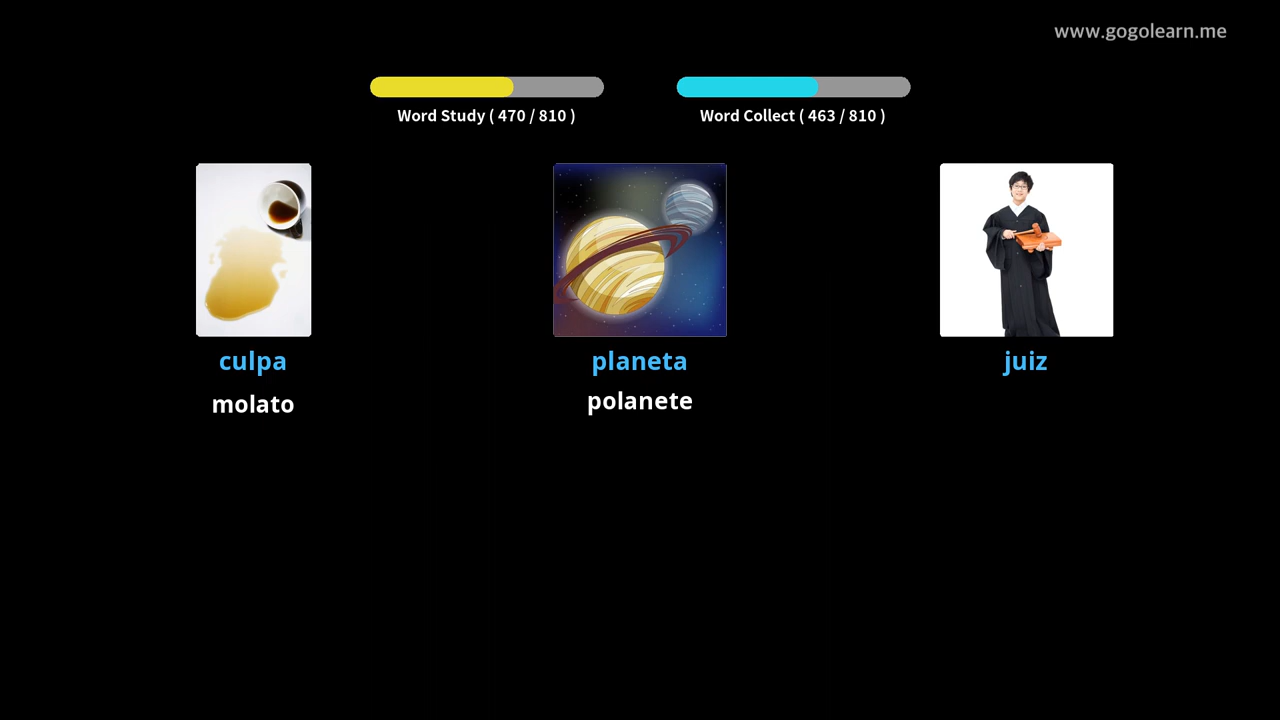 www.gogolearn.me
Word Study ( 470 / 810 )
Word Collect ( 463 / 810 )
culpa
planeta
juiz
molato
polanete